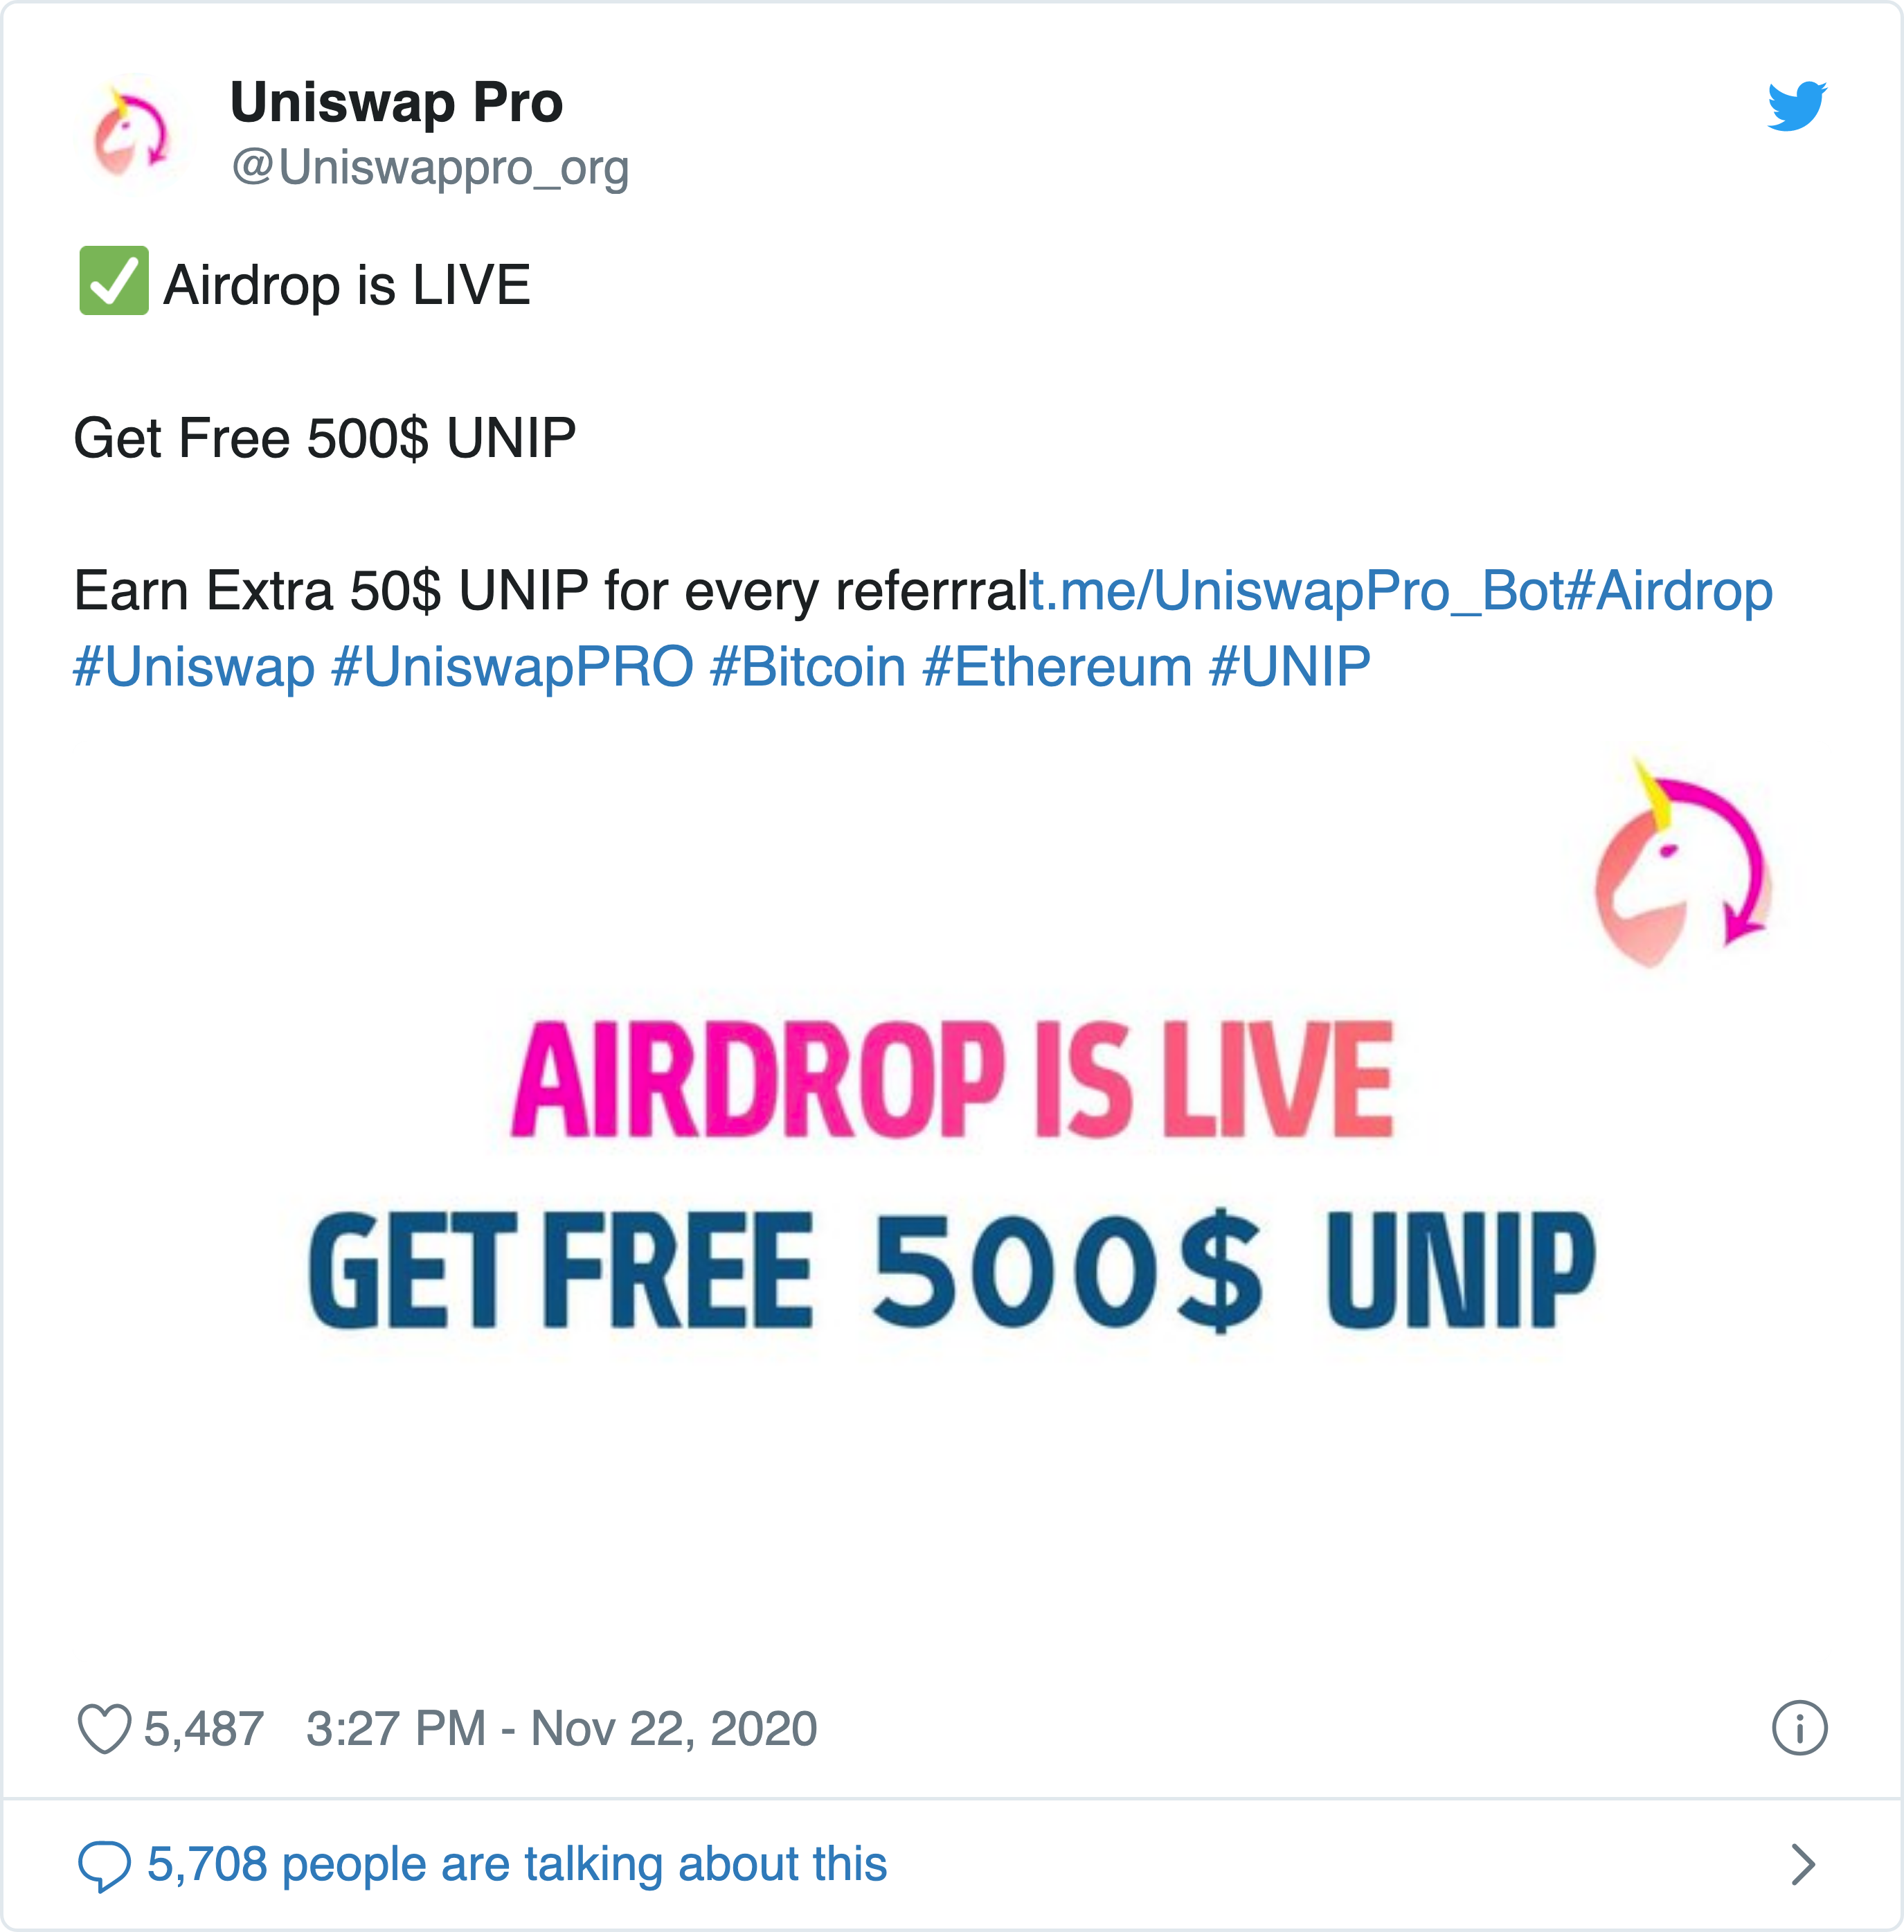 Uniswap Pro
@Uniswappro_org
✅ Airdrop is LIVE
Get Free 500$ UNIP
Earn Extra 50$ UNIP for every referrralt.me/UniswapPro_Bot#Airdrop
#Uniswap #UniswapPRO #Bitcoin #Ethereum #UNIP
AIRDROP IS LIVE
GET FREE 500$ UNIP
5,487 3:27 PM - Nov 22, 2020
5,708 people are talking about this